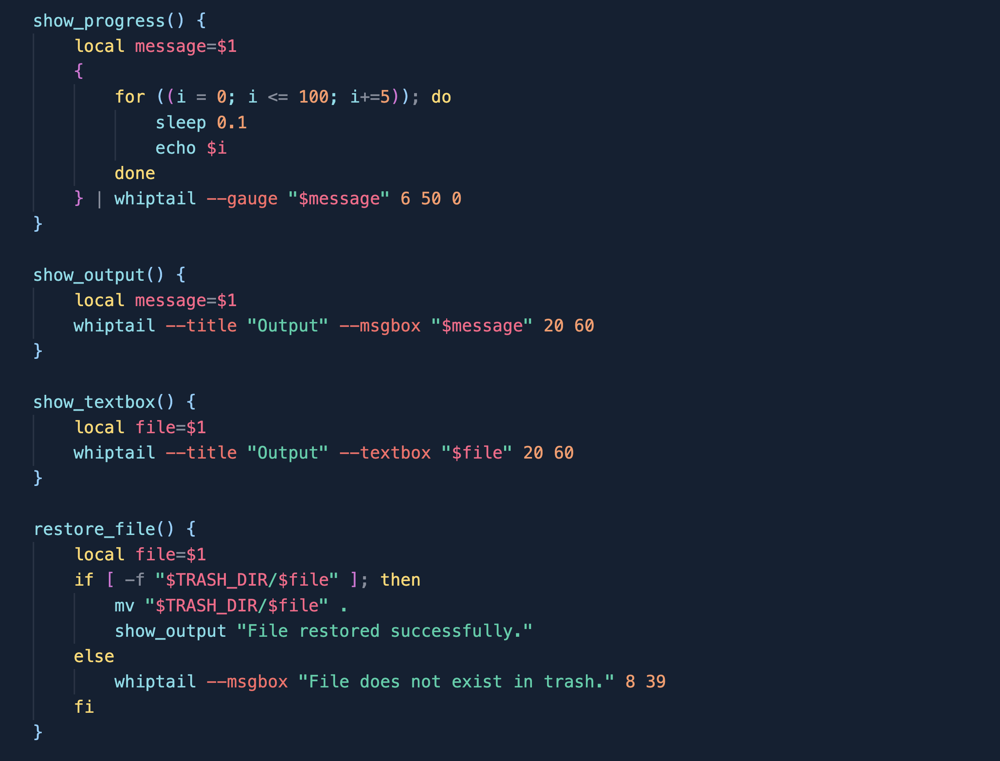 show_progress() {
    local message=$1
    {
        for ((i = 0; i <= 100; i+=5)); do
            sleep 0.1
            echo $i
        done
    } | whiptail --gauge "$message" 6 50 0
}

show_output() {
    local message=$1
    whiptail --title "Output" --msgbox "$message" 20 60
}

show_textbox() {
    local file=$1
    whiptail --title "Output" --textbox "$file" 20 60
}

restore_file() {
    local file=$1
    if [ -f "$TRASH_DIR/$file" ]; then
        mv "$TRASH_DIR/$file" .
        show_output "File restored successfully."
    else
        whiptail --msgbox "File does not exist in trash." 8 39
    fi
}